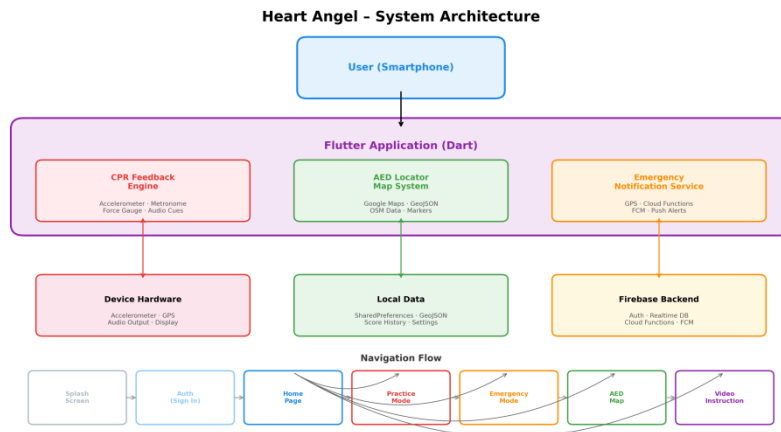 Heart Angel – System Architecture
User (Smartphone)
Flutter Application (Dart)
CPR Feedback
Engine
Accelerometer · Metronome
Force Gauge · Audio Cues
AED Locator
Map System
Google Maps · GeoJSON
OSM Data · Markers
Emergency
Notification Service
GPS · Cloud Functions
FCM · Push Alerts
Device Hardware
Accelerometer · GPS
Audio Output · Display
Local Data
SharedPreferences · GeoJSON
Score History · Settings
Firebase Backend
Auth · Realtime DB
Cloud Functions · FCM
Navigation Flow
Splash
Screen
Auth
(Sign In)
Home
Page
Practice
Mode
Emergency
Mode
AED
Map
Video
Instruction